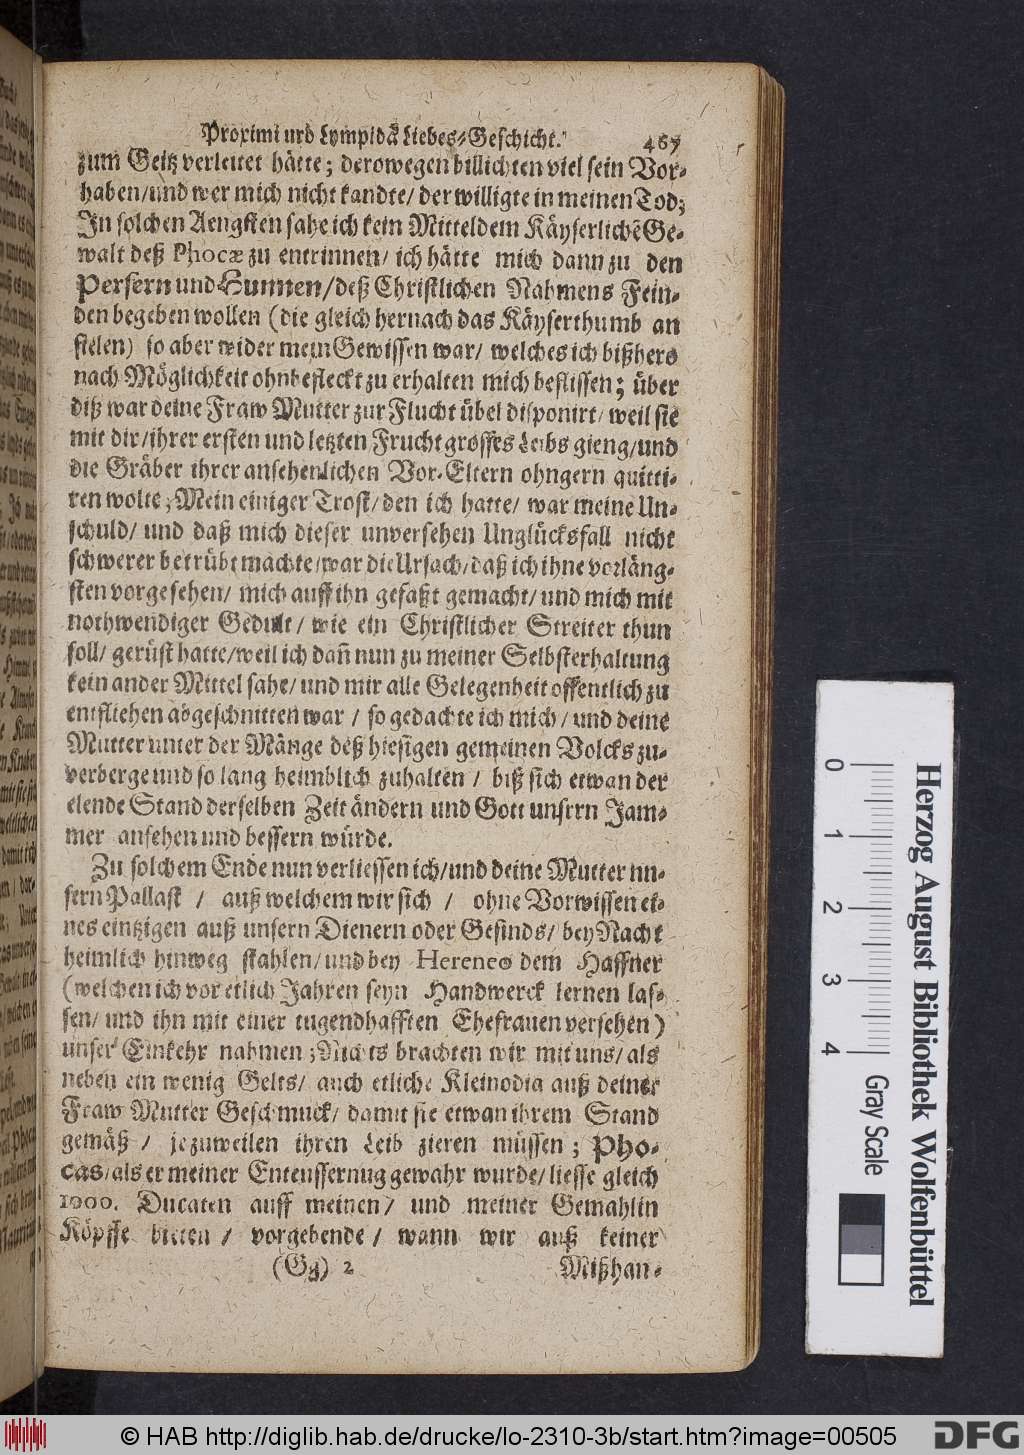 Proximi urd Lympidæ Liebes-Geschicht. 467
zum Geitz verleitet hätte; derowegen billichten viel sein Vor-
haben/und wer mich nicht kandte/ der willigte in meinen Tod;
In solchen Aengsten sahe ich kein Mittel dem Käyserlichẽ Ge-
walt deß Phocæ zu entrinnen/ ich hätte mich dann zu den
Persern und Hunnen/deß Christlichen Nahmens Fein-
den begeben wollen (die gleich hernach das Käyserthumb an
fielen) so aber wider mein Gewissen war/ welches ich bißhero
nach Möglichkeit ohnbefleckt zu erhalten mich beflissen; über
diß war deine Fraw Mutter zur Flucht übel disponirt/ weil sie
mit dir/ihrer ersten und letzten Frucht grosses Leibs gieng/und
die Gräber ihrer ansehenlichen Vor-Eltern ohngern quitti-
ren wolte; Mein einiger Trost/den ich hatte/ war meine Un-
schuld/ und daß mich dieser unversehen Unglücksfall nicht
schwerer betrübt machte/war die Ursach/daß ich ihne vorläng-
sten vorgesehen/ mich auff ihn gefaßt gemacht/und mich mit
nothwendiger Gedult/ wie ein Christlicher Streiter thun
soll/ gerüst hatte/weil ich dañ nun zu meiner Selbsterhaltung
kein ander Mittel sahe/und mir alle Gelegenheit offentlich zu
entfliehen abgeschnitten war / so gedachte ich mich / und deine
Mutter unter der Mänge deß hiesigen gemeinen Volcks zu-
verberge und so lang heimblich zuhalten / biß sich etwan der
elende Stand derselben Zeit ändern und Gott unsern Jam-
mer ansehen und bessern würde.
Zu solchem Ende nun verliessen ich/und deine Mutter un-
sern Pallast / auß welchem wir sich / ohne Vorwissen ei-
nes eintzigen auß unsern Dienern oder Gesinds/ bey Nacht
heimlich hinweg stahlen/und bey Hereneo dem Haffner
(welchen ich vor etlich Jahren seyn Handwerck lernen las-
sen/ und ihn mit einer tugendhafften Ehefrauen versehen)
unser Einkehr nahmen; Nichts brachten wir mit uns/ als
neben ein wenig Gelts/ auch etliche Kleinodia auß deiner
Fraw Mutter Geschmuck/ damit sie etwan ihrem Stand
gemäß / jezuweilen ihren Leib zieren müssen; Pho-
cas/als er meiner Enteussernug gewahr wurde/liesse gleich
1000. Ducaten auff meinen/ und meiner Gemahlin
Köpffe bieten / vorgebende / wann wir auß keiner
(Gg) 2 Mißhan-
Herzog August Bibliothek Wolfenbüttel
0 1 2 3 4
Gray Scale
© HAB http://diglib.hab.de/drucke/lo-2310-3b/start.htm?image=00505
DFG